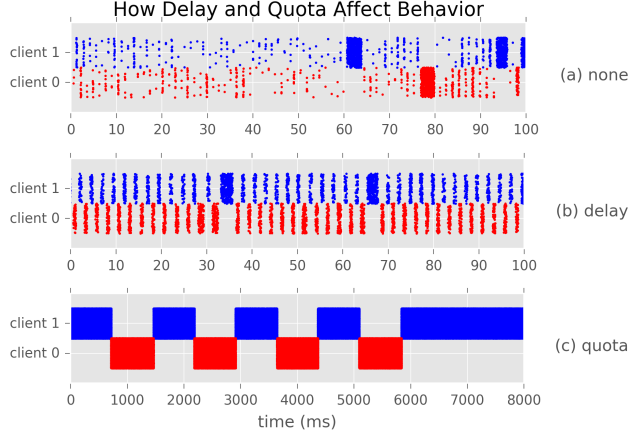 How Delay and Quota Affect Behavior
client 1
client 0
(a) none
0 10 20 30 40 50 60 70 80 90 100
client 1
client 0
(b) delay
0 10 20 30 40 50 60 70 80 90 100
client 1
client 0
(c) quota
0 1000 2000 3000 4000 5000 6000 7000 8000
time (ms)